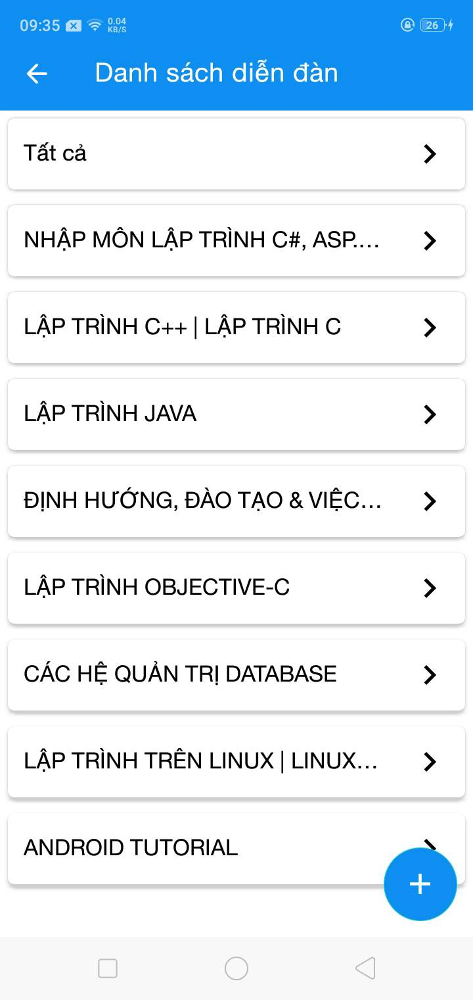 09:35
0.04
KB/S
26
Danh sách diễn đàn
Tất cả
NHẬP MÔN LẬP TRÌNH C#, ASP....
LẬP TRÌNH C++ | LẬP TRÌNH C
LẬP TRÌNH JAVA
ĐỊNH HƯỚNG, ĐÀO TẠO & VIỆC...
LẬP TRÌNH OBJECTIVE-C
CÁC HỆ QUẢN TRỊ DATABASE
LẬP TRÌNH TRÊN LINUX | LINUX...
ANDROID TUTORIAL